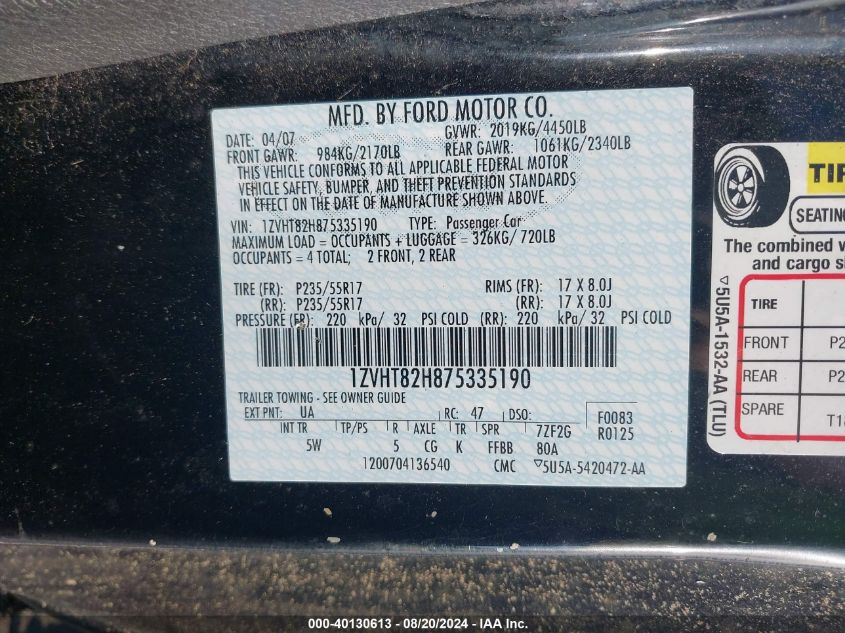 MFD. BY FORD MOTOR CO.
DATE: 04/07 GVWR: 2019KG/4450LB
FRONT GAWR: 984KG/2170LB REAR GAWR: 1061KG/2340LB
THIS VEHICLE CONFORMS TO ALL APPLICABLE FEDERAL MOTOR
VEHICLE SAFETY, BUMPER, AND THEFT PREVENTION STANDARDS
IN EFFECT ON THE DATE OF MANUFACTURE SHOWN ABOVE.
VIN: 1ZVHT82H875335190 TYPE: Passenger Car
MAXIMUM LOAD = OCCUPANTS + LUGGAGE = 326KG/720LB
OCCUPANTS = 4 TOTAL; 2 FRONT, 2 REAR
TIRE (FR): P235/55R17 RIMS (FR): 17 X 8.0J
(RR): P235/55R17 (RR): 17 X 8.0J
PRESSURE (FR): 220 kPa/ 32 PSI COLD (RR): 220 kPa/ 32 PSI COLD
1ZVHT82H875335190
TRAILER TOWING - SEE OWNER GUIDE
EXT PNT: UA RC: 47 DSO: F0083
INT TR TP/PS R AXLE TR SPR 7ZF2G R0125
5W 5 CG K FFBB 80A
1200704136540 CMC ▽5U5A-5420472-AA
TIR
SEATING
The combined w
and cargo s
TIRE
FRONT P2
REAR P2
SPARE T1
▽5U5A-1532-AA (TLU)
000-40130613 - 08/20/2024 - IAA Inc.